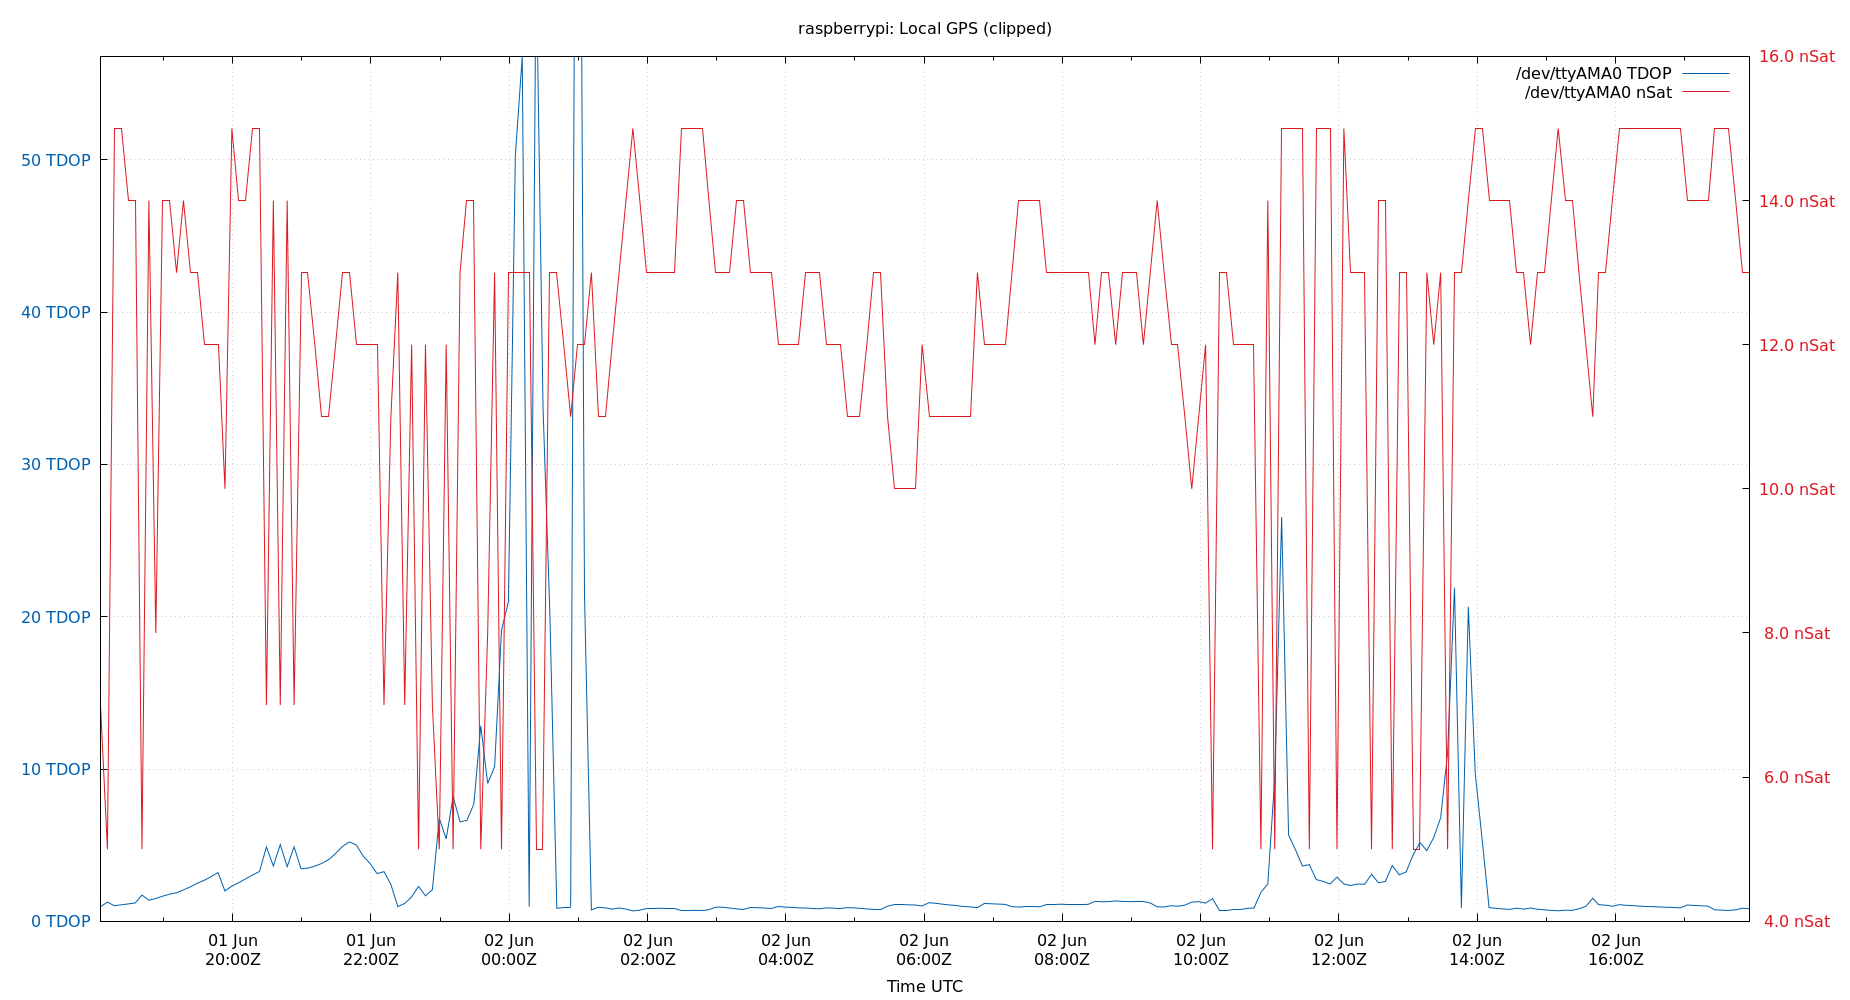 raspberrypi: Local GPS (clipped)
/dev/ttyAMA0 TDOP
/dev/ttyAMA0 nSat
50 TDOP
40 TDOP
30 TDOP
20 TDOP
10 TDOP
0 TDOP
16.0 nSat
14.0 nSat
12.0 nSat
10.0 nSat
8.0 nSat
6.0 nSat
4.0 nSat
01 Jun
20:00Z
01 Jun
22:00Z
02 Jun
00:00Z
02 Jun
02:00Z
02 Jun
04:00Z
02 Jun
06:00Z
02 Jun
08:00Z
02 Jun
10:00Z
02 Jun
12:00Z
02 Jun
14:00Z
02 Jun
16:00Z
Time UTC